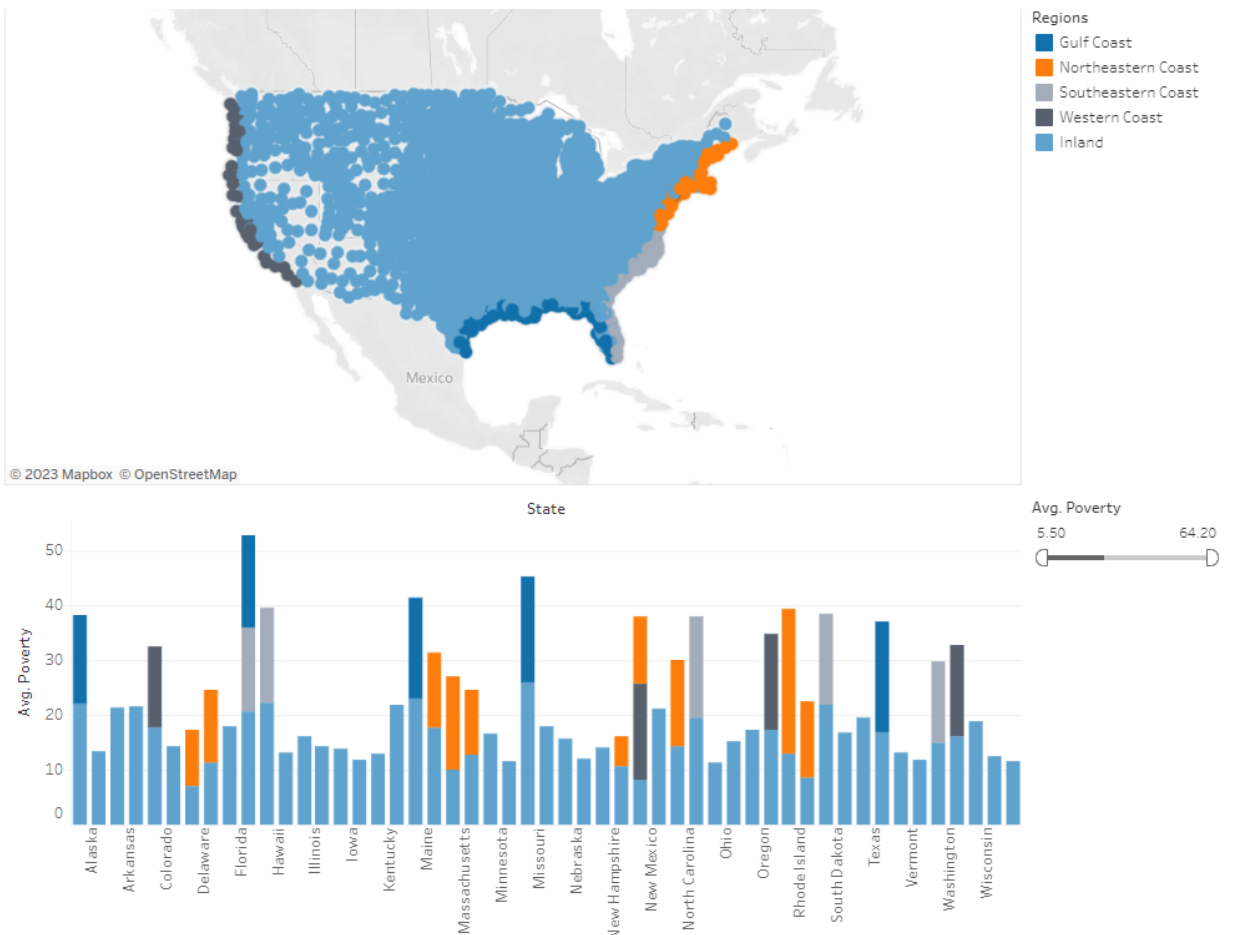 Regions
Gulf Coast
Northeastern Coast
Southeastern Coast
Western Coast
Inland
Mexico
© 2023 Mapbox © OpenStreetMap
State
Avg. Poverty
5.50 64.20
Avg. Poverty
50
40
30
20
10
0
Alaska
Arkansas
Colorado
Delaware
Florida
Hawaii
Illinois
Iowa
Kentucky
Maine
Massachusetts
Minnesota
Missouri
Nebraska
New Hampshire
New Mexico
North Carolina
Ohio
Oregon
Rhode Island
South Dakota
Texas
Vermont
Washington
Wisconsin